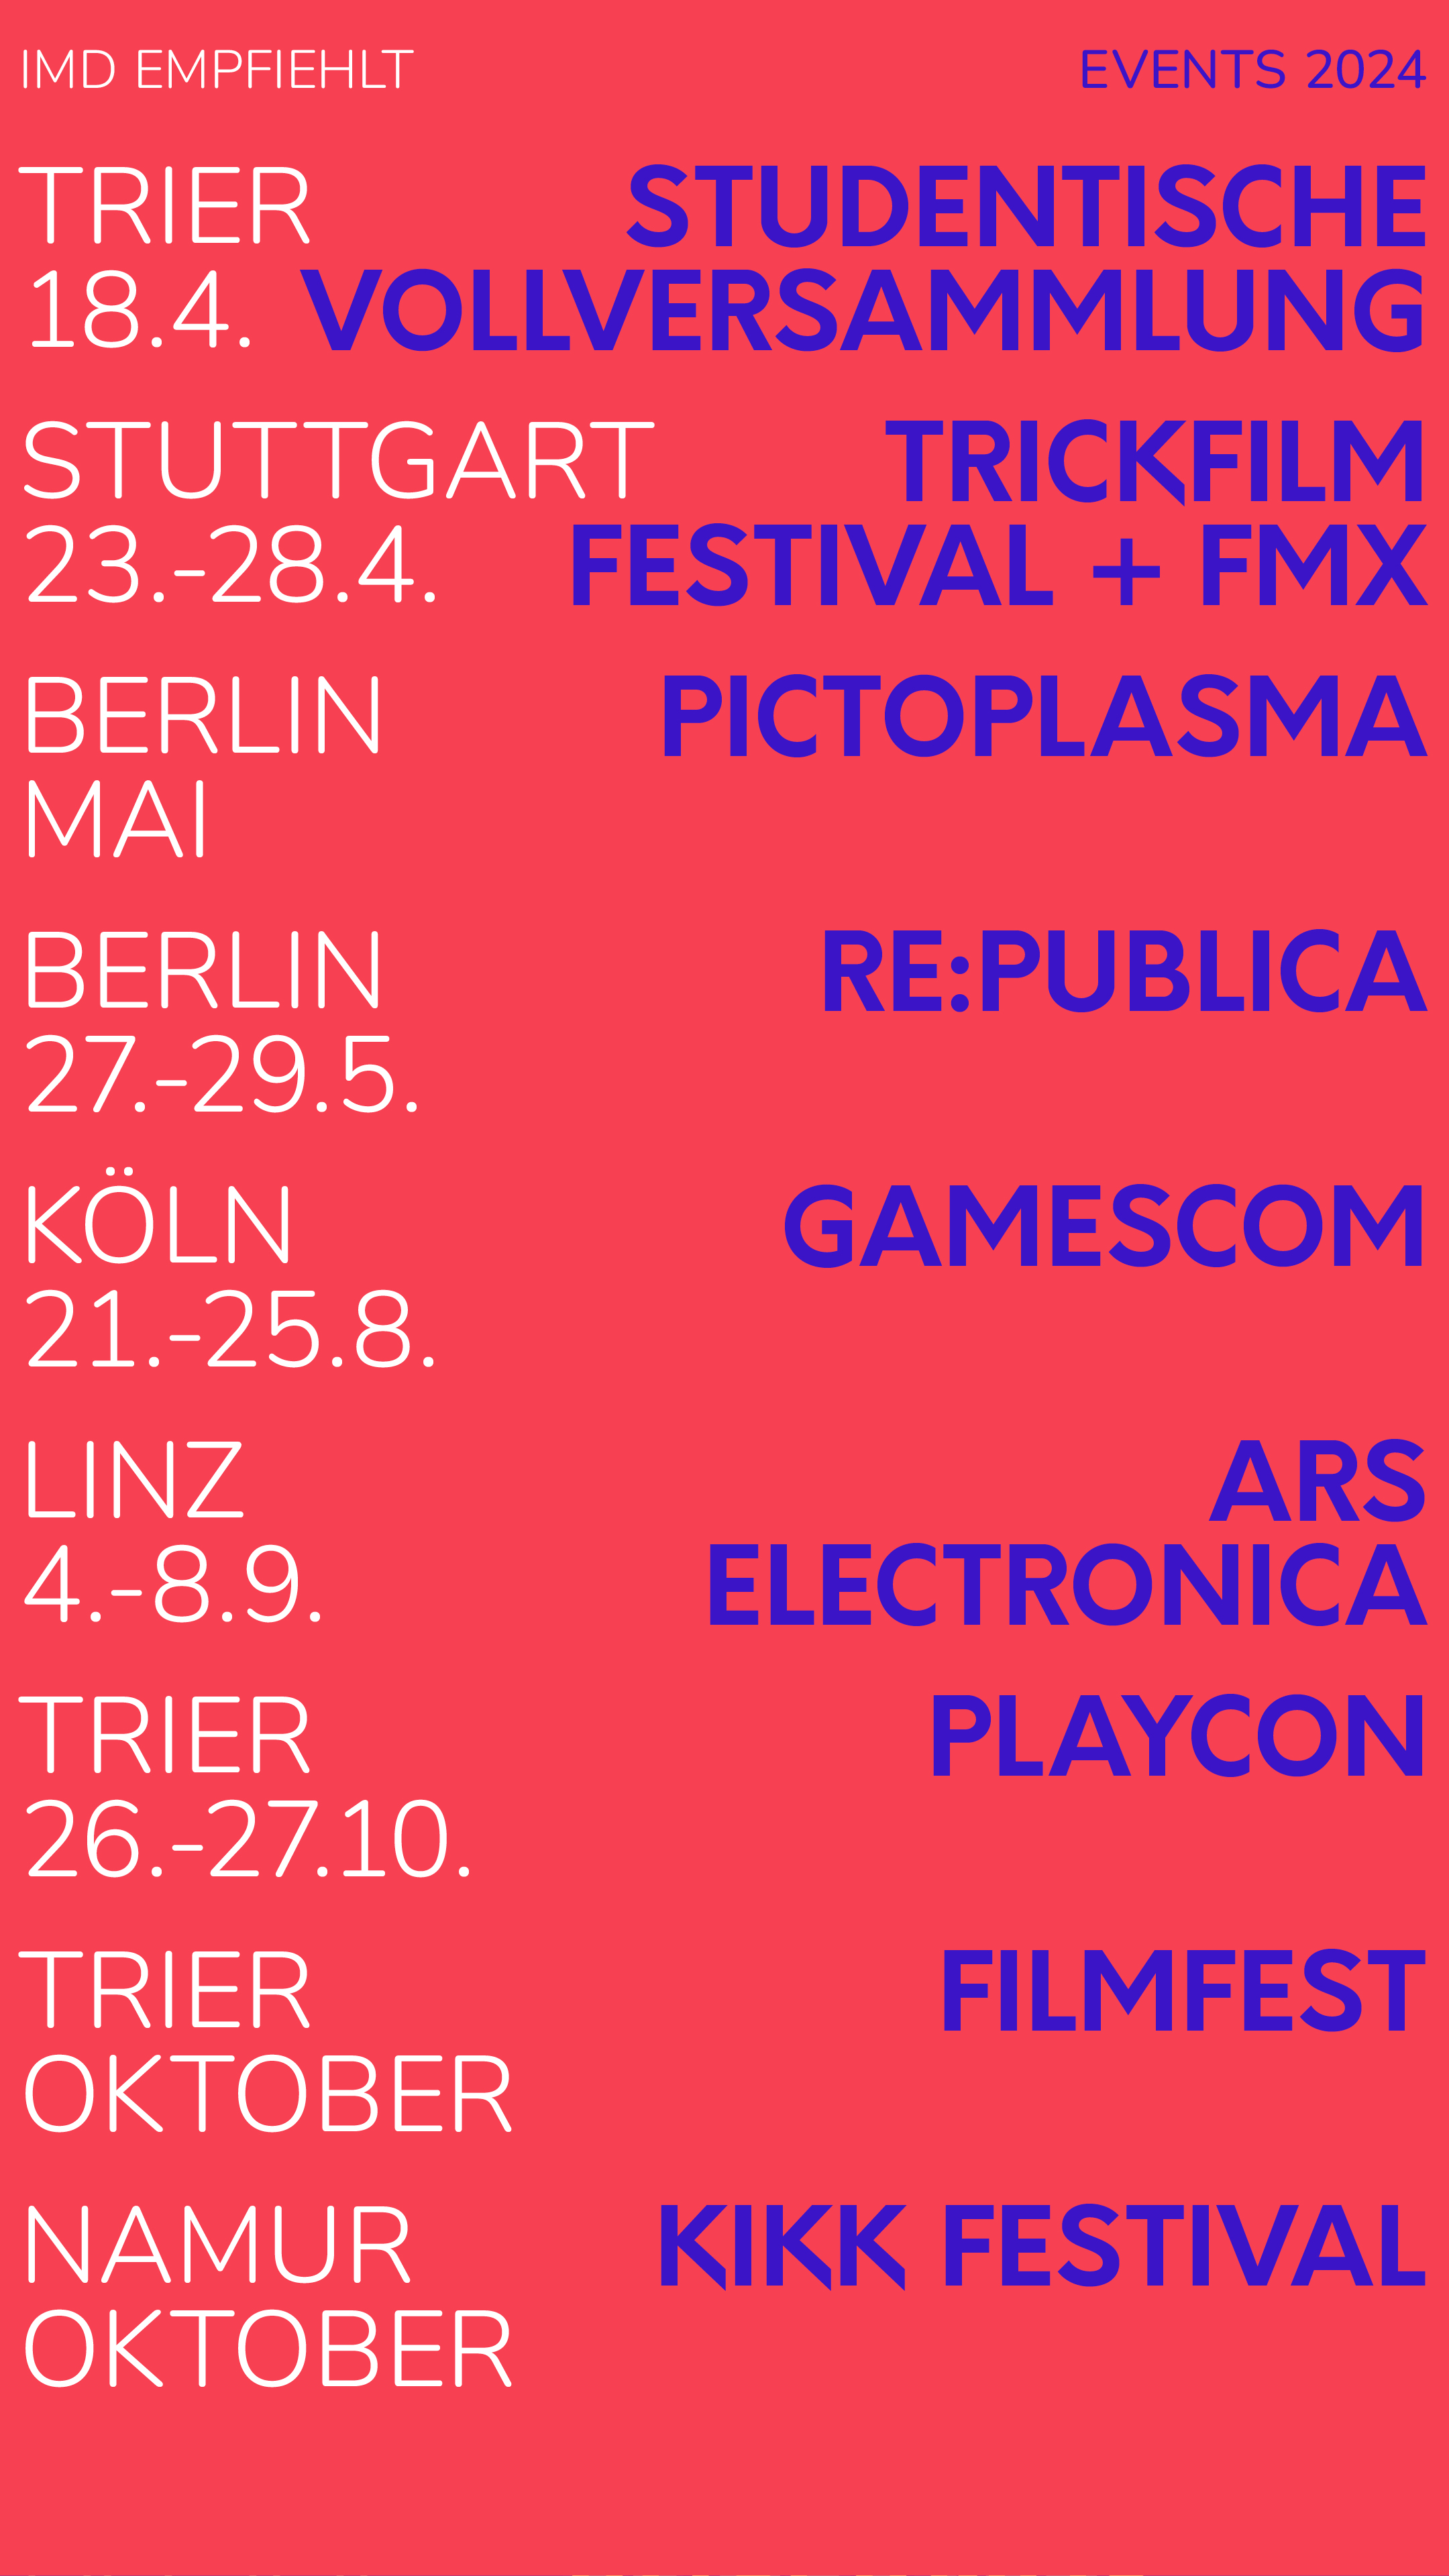 IMD EMPFIEHLT EVENTS 2024
TRIER STUDENTISCHE
18.4. VOLLVERSAMMLUNG
STUTTGART TRICKFILM
23.-28.4. FESTIVAL + FMX
BERLIN PICTOPLASMA
MAI
BERLIN RE:PUBLICA
27.-29.5.
KÖLN GAMESCOM
21.-25.8.
LINZ ARS
4.-8.9. ELECTRONICA
TRIER PLAYCON
26.-27.10.
TRIER FILMFEST
OKTOBER
NAMUR KIKK FESTIVAL
OKTOBER